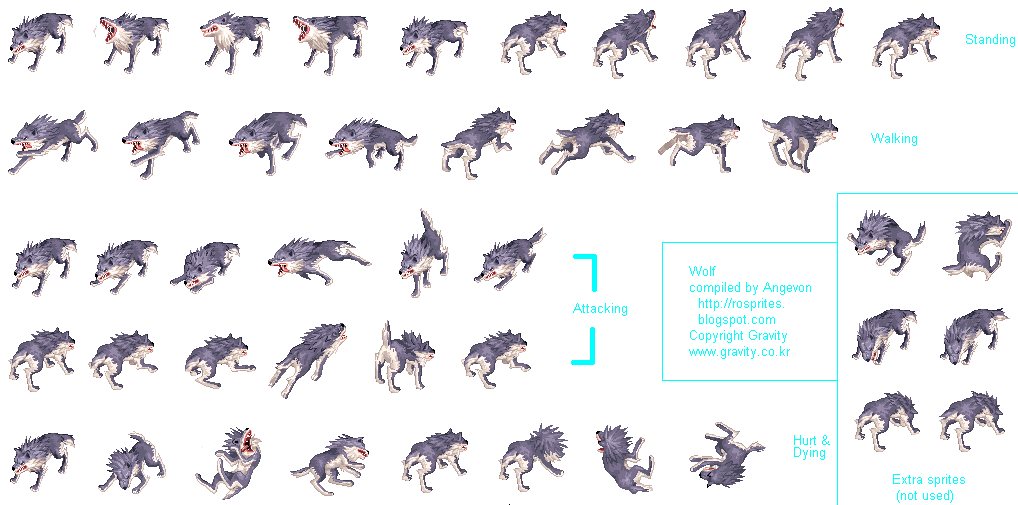 Standing
Walking
Wolf
compiled by Angevon
http://rosprites.
blogspot.com
Copyright Gravity
www.gravity.co.kr
Attacking
Hurt &
Dying
Extra sprites
(not used)